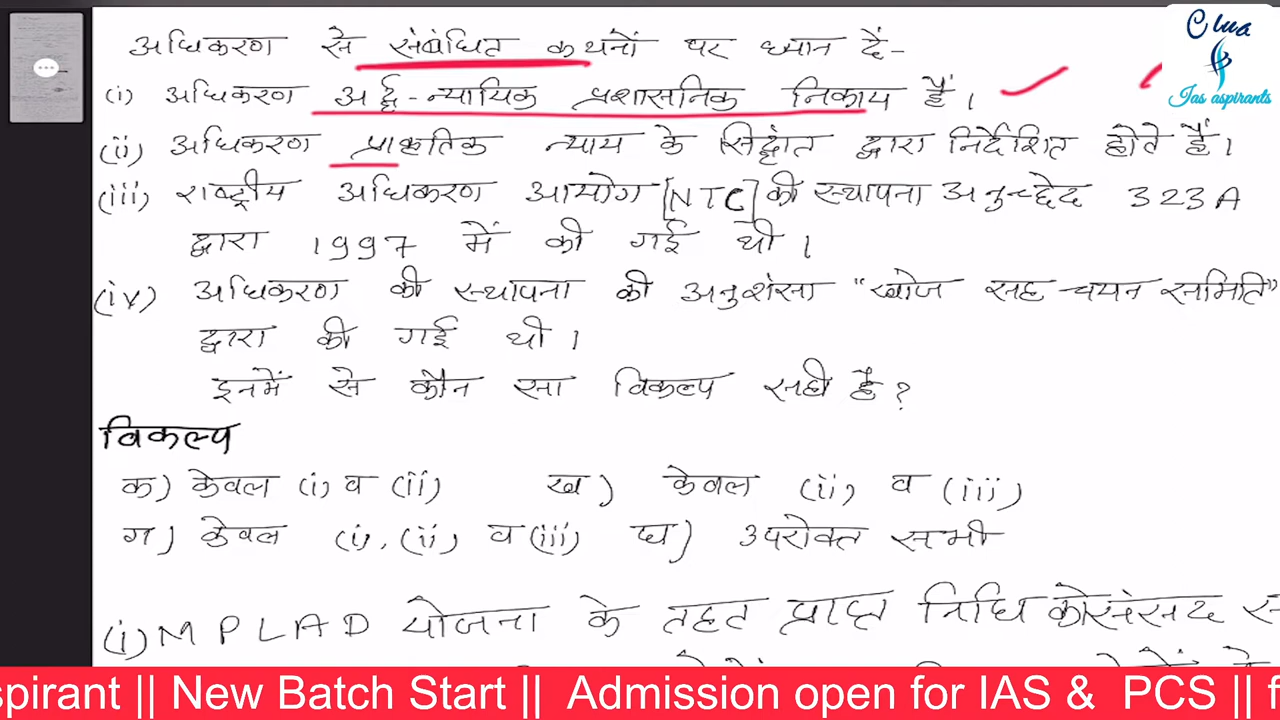 Clwa
Ias aspirants
अधिकरण से संबंधित कथनों पर ध्यान दें-
(i) अधिकरण अर्द्ध-न्यायिक प्रशासनिक निकाय हैं।
(ii) अधिकरण प्राकृतिक न्याय के सिद्धांत द्वारा निर्देशित होते हैं।
(iii) राष्ट्रीय अधिकरण आयोग [NTC] की स्थापना अनुच्छेद 323A
द्वारा 1997 में की गई थी।
(iv) अधिकरण की स्थापना की अनुशंसा "खोज सह-चयन समिति"
द्वारा की गई थी।
इनमें से कौन सा विकल्प सही है?
विकल्प
क) केवल (i) व (ii) ख) केवल (ii) व (iii)
ग) केवल (i), (ii) व (iii) घ) उपरोक्त सभी
(i) MPLAD योजना के तहत प्राप्त निधि को संसद
spirant || New Batch Start || Admission open for IAS & PCS || f